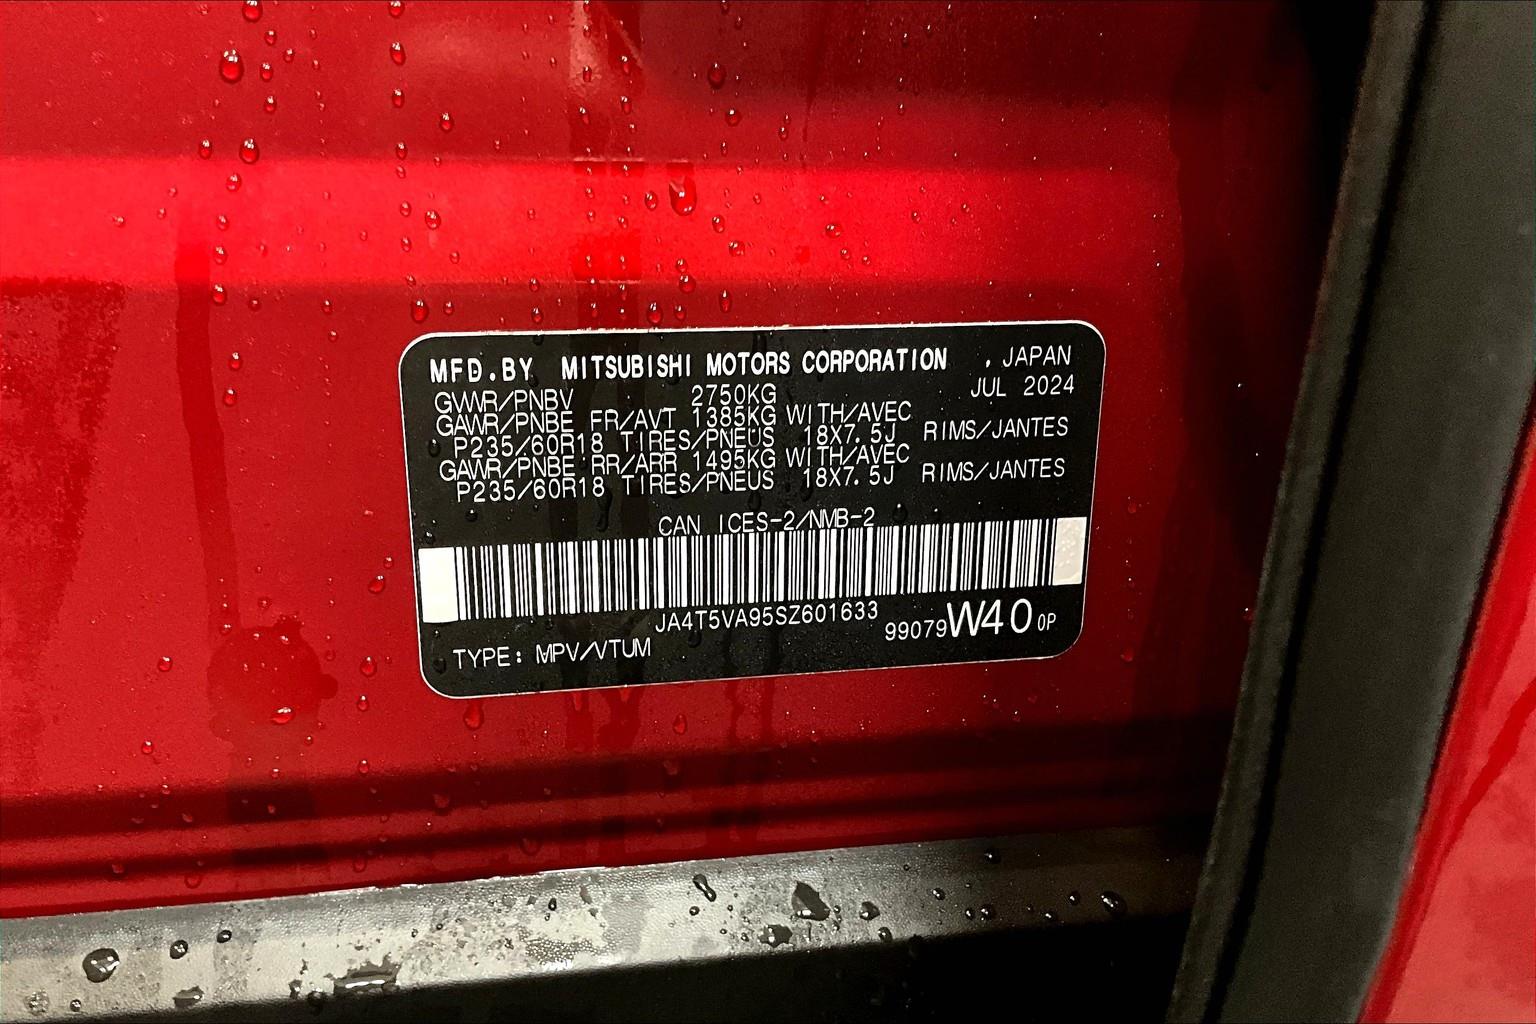 MFD.BY MITSUBISHI MOTORS CORPORATION , JAPAN
JUL 2024
GVWR/PNBV 2750KG
GAWR/PNBE FR/AVT 1385KG WITH/AVEC
P235/60R18 TIRES/PNEUS 18X7.5J RIMS/JANTES
GAWR/PNBE RR/ARR 1495KG WITH/AVEC
P235/60R18 TIRES/PNEUS 18X7.5J RIMS/JANTES
CAN ICES-2/NMB-2
JA4T5VA95SZ601633
99079W40 0P
TYPE: MPV/VTUM